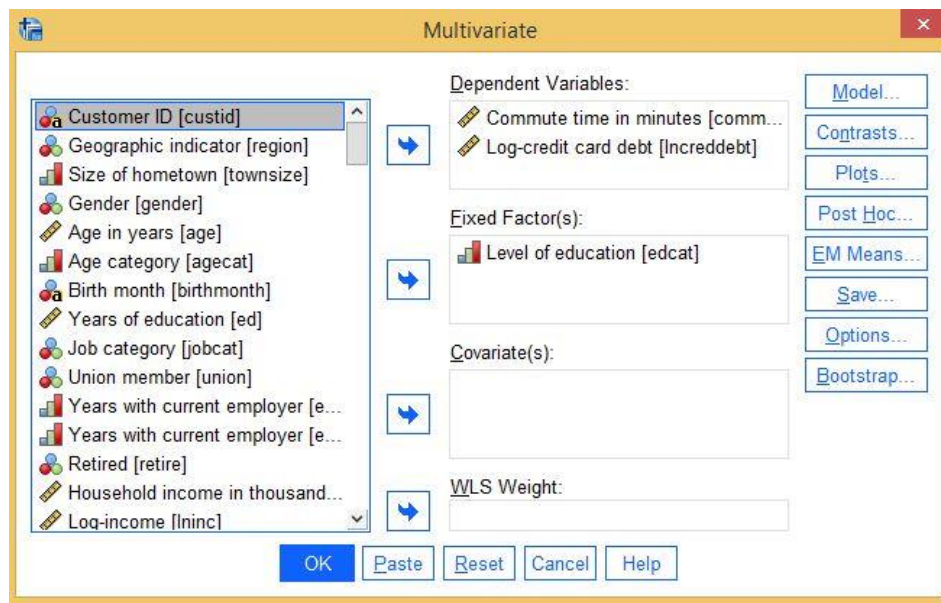 Multivariate
Customer ID [custid]
Geographic indicator [region]
Size of hometown [townsize]
Gender [gender]
Age in years [age]
Age category [agecat]
Birth month [birthmonth]
Years of education [ed]
Job category [jobcat]
Union member [union]
Years with current employer [e...
Years with current employer [e...
Retired [retire]
Household income in thousand...
Log-income [lninc]
Dependent Variables:
Commute time in minutes [comm...
Log-credit card debt [lncreddebt]
Fixed Factor(s):
Level of education [edcat]
Covariate(s):
WLS Weight:
Model...
Contrasts...
Plots...
Post Hoc...
EM Means...
Save...
Options...
Bootstrap...
OK
Paste
Reset
Cancel
Help